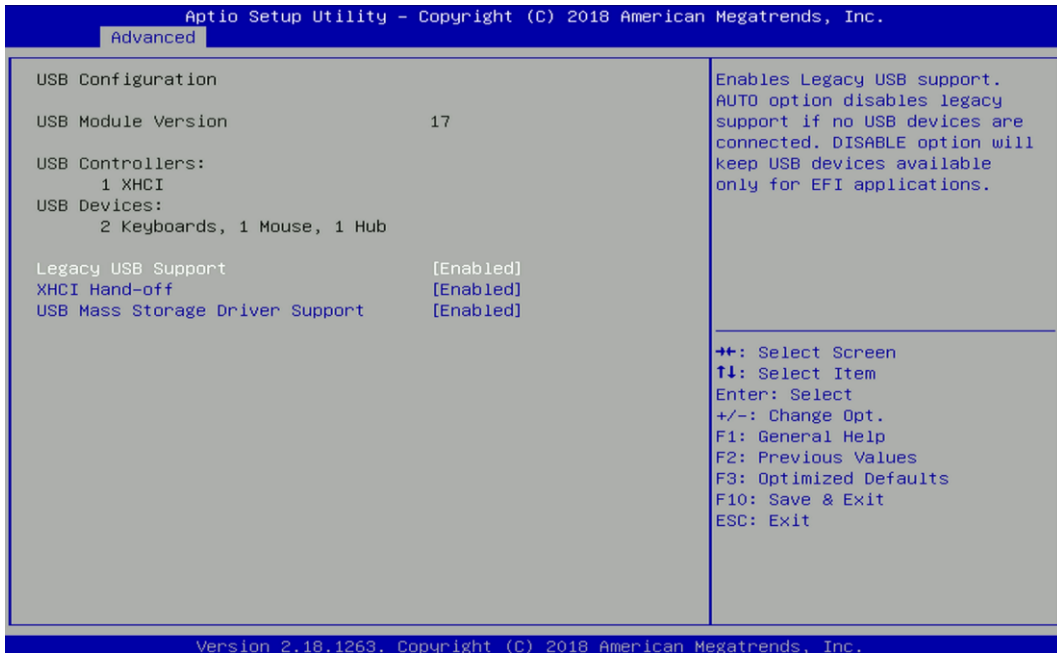 Aptio Setup Utility – Copyright (C) 2018 American Megatrends, Inc.
Advanced
USB Configuration
USB Module Version 17
USB Controllers:
1 XHCI
USB Devices:
2 Keyboards, 1 Mouse, 1 Hub
Legacy USB Support [Enabled]
XHCI Hand-off [Enabled]
USB Mass Storage Driver Support [Enabled]
Enables Legacy USB support.
AUTO option disables legacy
support if no USB devices are
connected. DISABLE option will
keep USB devices available
only for EFI applications.
→←: Select Screen
↑↓: Select Item
Enter: Select
+/-: Change Opt.
F1: General Help
F2: Previous Values
F3: Optimized Defaults
F10: Save & Exit
ESC: Exit
Version 2.18.1263. Copyright (C) 2018 American Megatrends, Inc.